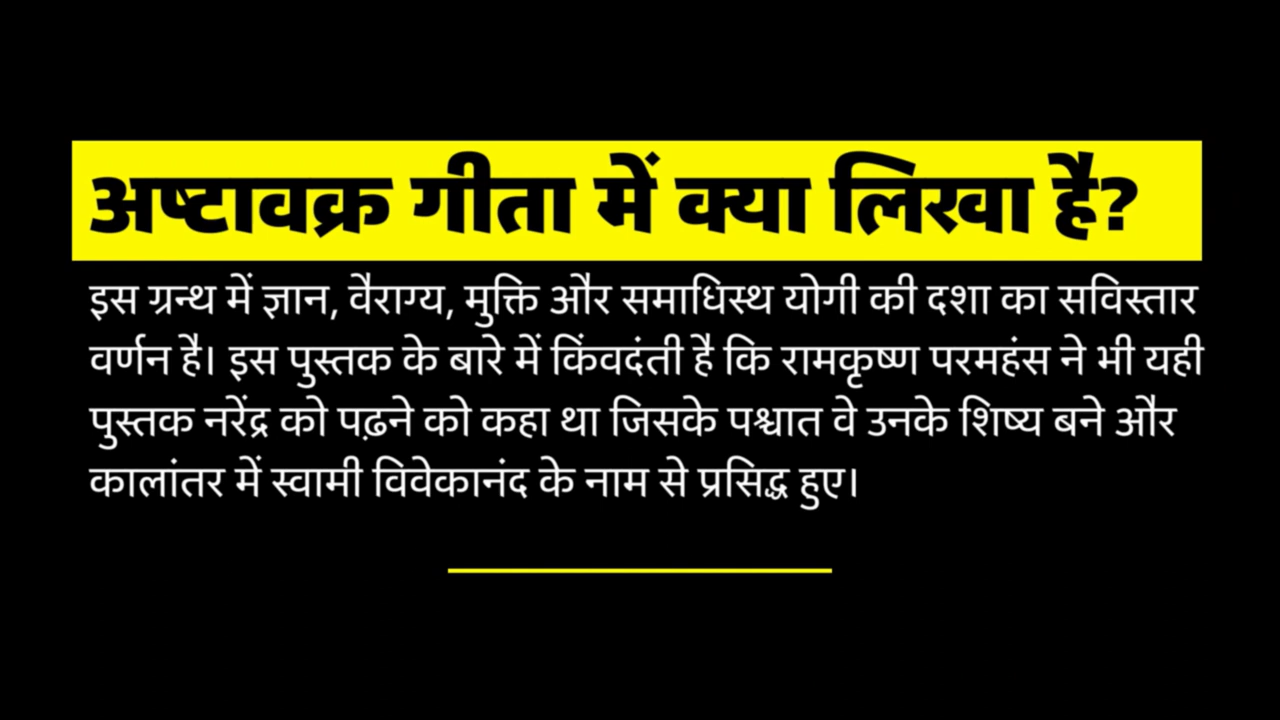 अष्टावक्र गीता में क्या लिखा है?
इस ग्रन्थ में ज्ञान, वैराग्य, मुक्ति और समाधिस्थ योगी की दशा का सविस्तार
वर्णन है। इस पुस्तक के बारे में किंवदंती है कि रामकृष्ण परमहंस ने भी यही
पुस्तक नरेंद्र को पढ़ने को कहा था जिसके पश्चात वे उनके शिष्य बने और
कालांतर में स्वामी विवेकानंद के नाम से प्रसिद्ध हुए।